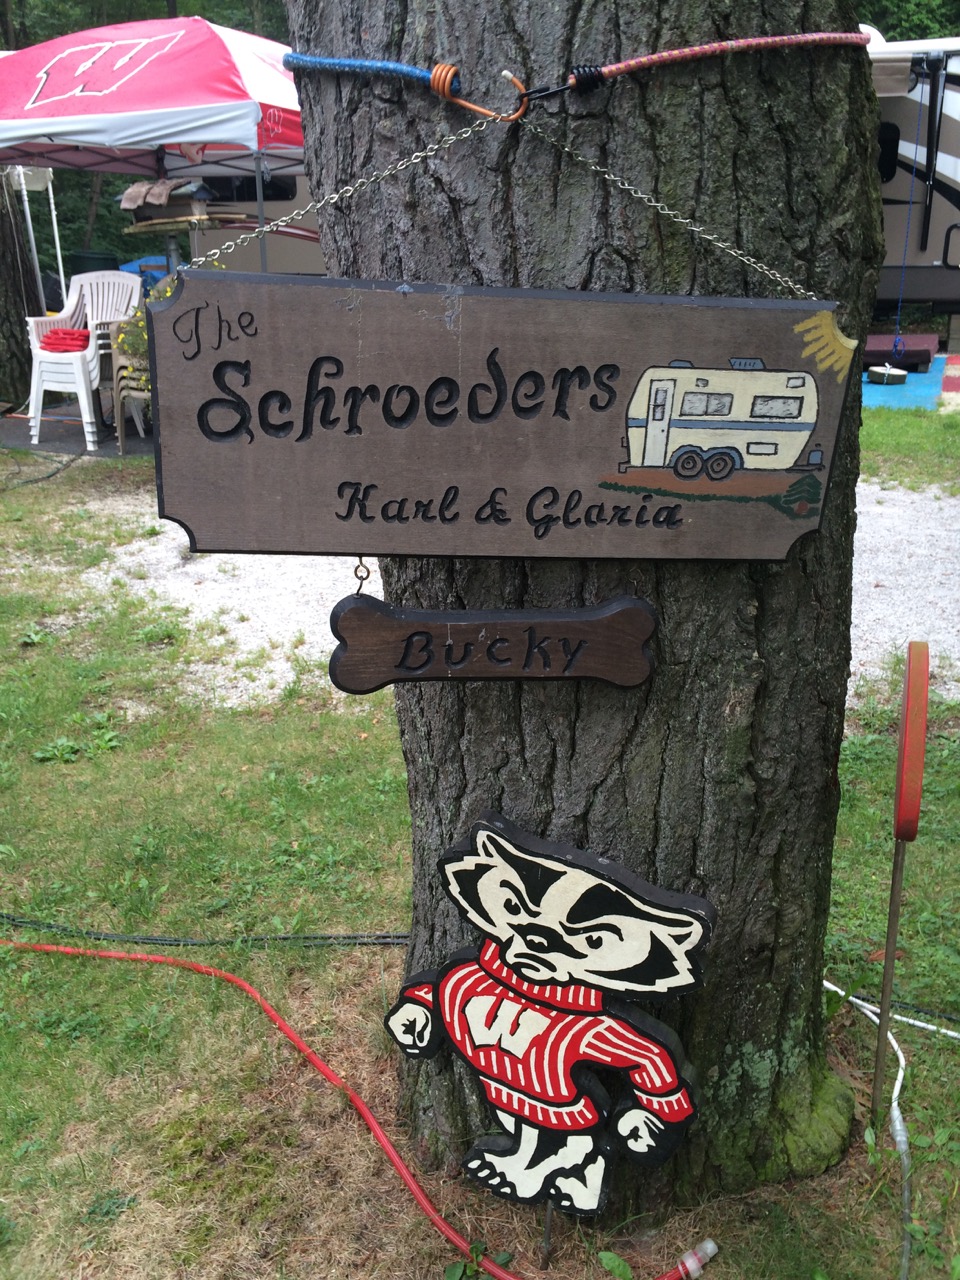 W
The
Schroeders
Karl & Gloria
Bucky
W